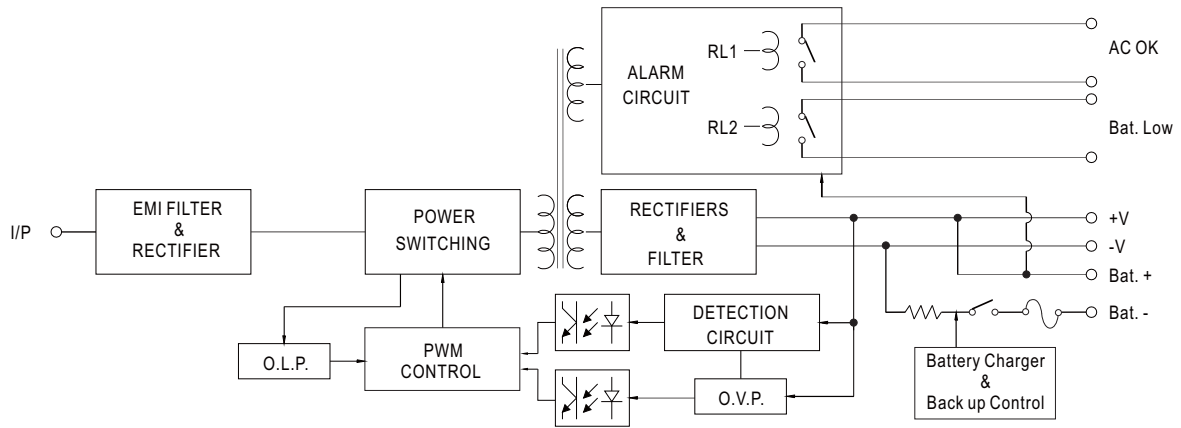 RL1
AC OK
ALARM
CIRCUIT
RL2
Bat. Low
I/P
EMI FILTER
&
RECTIFIER
POWER
SWITCHING
RECTIFIERS
&
FILTER
+V
-V
Bat. +
Bat. -
O.L.P.
PWM
CONTROL
DETECTION
CIRCUIT
O.V.P.
Battery Charger
&
Back up Control